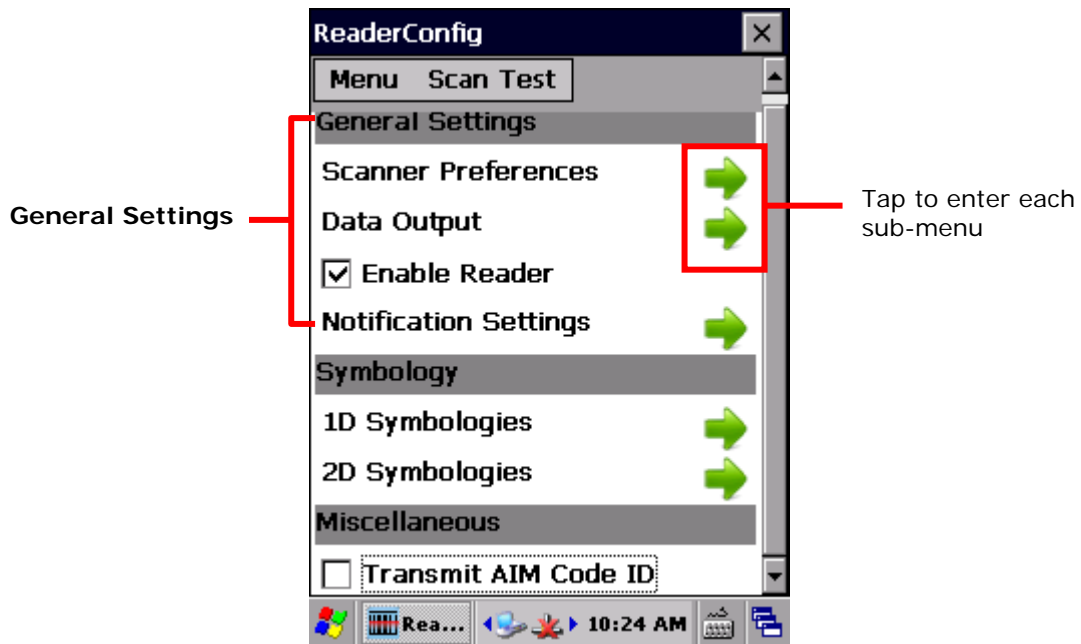 ReaderConfig
Menu Scan Test
General Settings
Scanner Preferences
Data Output
Enable Reader
Notification Settings
Symbology
1D Symbologies
2D Symbologies
Miscellaneous
Transmit AIM Code ID
Rea... 10:24 AM
General Settings
Tap to enter each
sub-menu